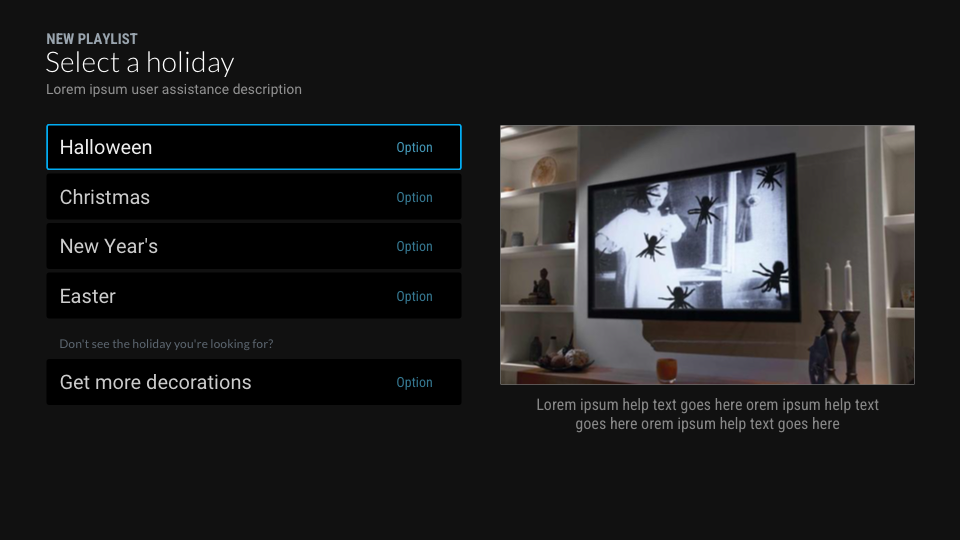 NEW PLAYLIST
Select a holiday
Lorem ipsum user assistance description
Halloween Option
Christmas Option
New Year's Option
Easter Option
Don't see the holiday you're looking for?
Get more decorations Option
Lorem ipsum help text goes here orem ipsum help text
goes here orem ipsum help text goes here